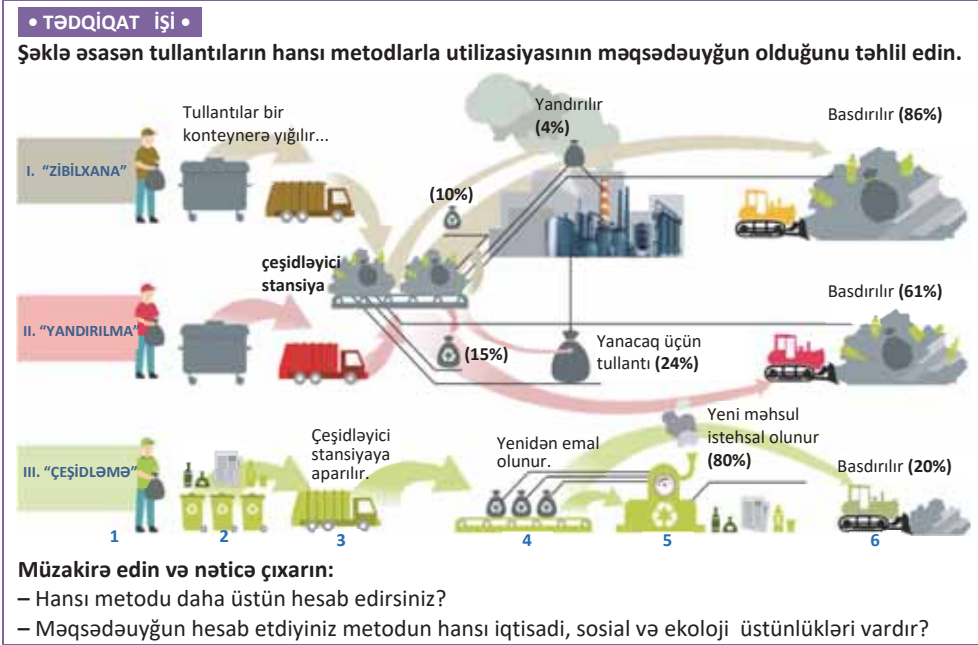 • TƏDQİQAT İŞİ •
Şəklə əsasən tullantıların hansı metodlarla utilizasiyasının məqsədəuyğun olduğunu təhlil edin.
Tullantılar bir
konteynerə yığılır...
Yandırılır
(4%)
Basdırılır (86%)
I. "ZİBİLXANA"
(10%)
çeşidləyici
stansiya
Basdırılır (61%)
II. "YANDIRILMA"
(15%)
Yanacaq üçün
tullantı (24%)
Çeşidləyici
stansiyaya
aparılır.
Yenidən emal
olunur.
Yeni məhsul
istehsal olunur
(80%)
Basdırılır (20%)
III. "ÇEŞİDLƏMƏ"
1 2 3 4 5 6
Müzakirə edin və nəticə çıxarın:
– Hansı metodu daha üstün hesab edirsiniz?
– Məqsədəuyğun hesab etdiyiniz metodun hansı iqtisadi, sosial və ekoloji üstünlükləri vardır?